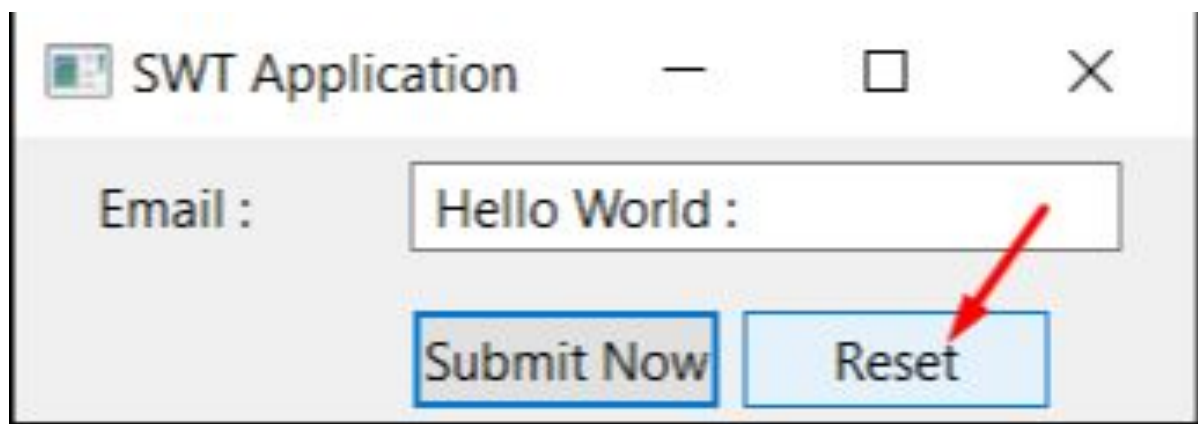 SWT Application
Email : Hello World :
Submit Now Reset